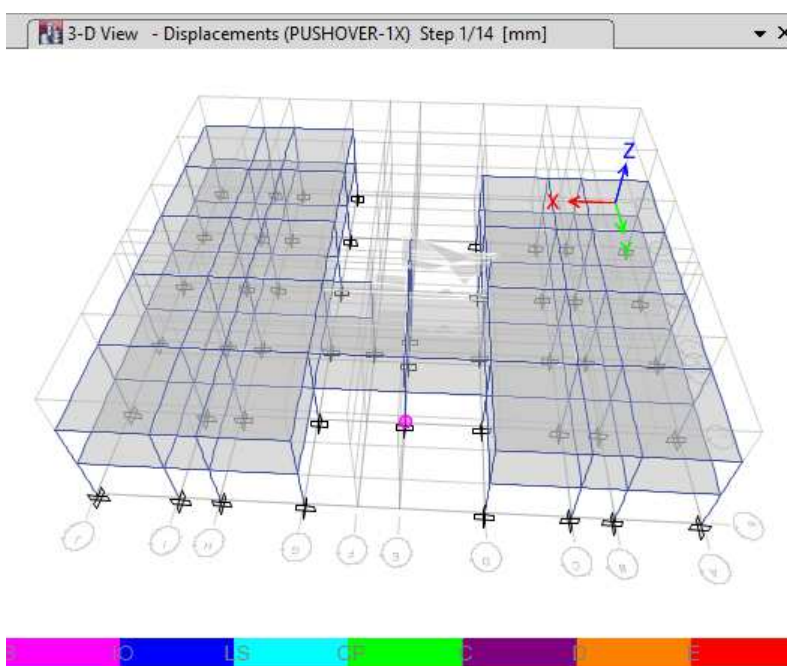 3-D View - Displacements (PUSHOVER-1X) Step 1/14 [mm]
Z
X
Y
J I H G F E D C B A
B IO LS CP C D E